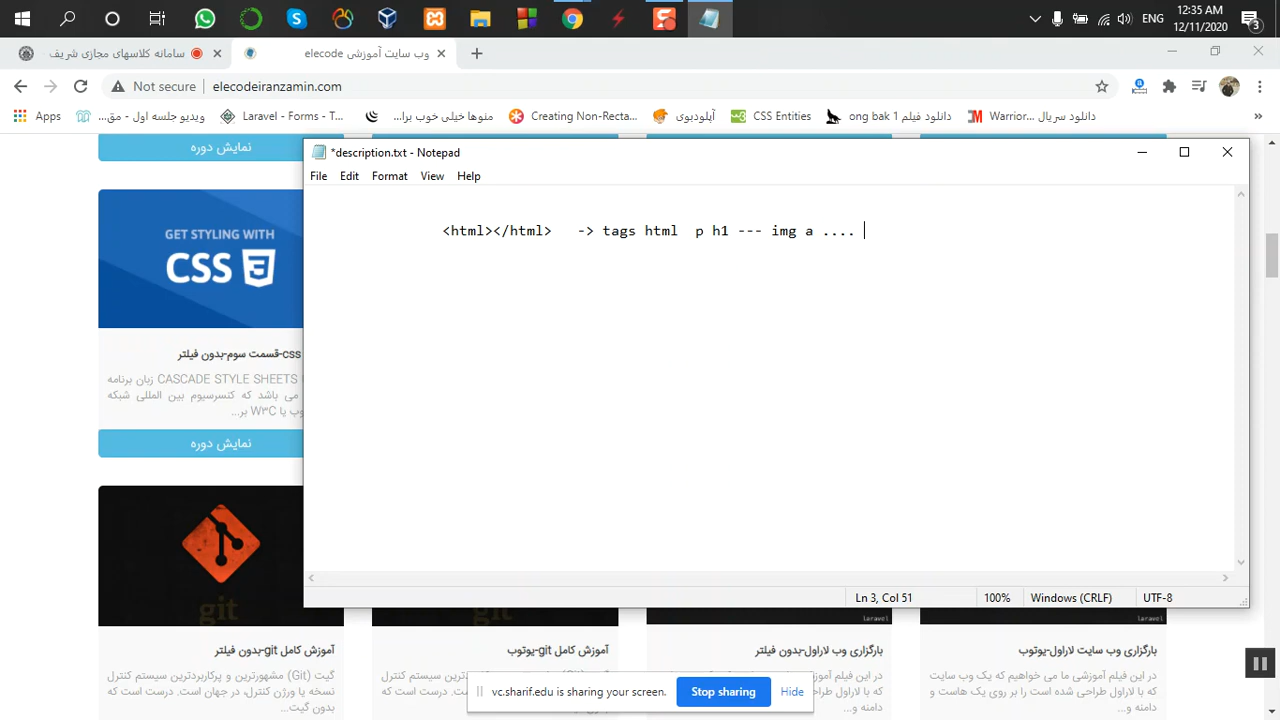 ENG
12:35 AM
12/11/2020
3
سامانه کلاسهای مجازی شریف
وب سایت آموزشی elecode
Not secure
elecodeiranzamin.com
Apps
ویدیو جلسه اول - مق...
Laravel - Forms - T...
منوها خیلی خوب برا...
Creating Non-Recta...
آپلودبوی
CSS Entities
دانلود فیلم ong bak 1
دانلود سریال Warrior...
»
نمایش دوره
*description.txt - Notepad
File Edit Format View Help
<html></html> -> tags html p h1 --- img a ....
GET STYLING WITH
CSS 3
css-قسمت سوم-بدون فیلتر
CASCADE STYLE SHEETS زبان برنامه
می باشد که کنسرسیوم بین المللی شبکه
وب یا W3C بر...
نمایش دوره
Ln 3, Col 51
100%
Windows (CRLF)
UTF-8
git
laravel
laravel
آموزش کامل git-بدون فیلتر
آموزش کامل git-یوتوب
بارگزاری وب لاراول-بدون فیلتر
بارگزاری وب سایت لاراول-یوتوب
گیت (Git) مشهورترین و پرکاربردترین سیستم کنترل
نسخه یا ورژن کنترل، در جهان است. درست است که
بدون گیت...
در این فیلم آموزشی ما می خواهیم که یک وب سایت
که با لاراول طراحی شده است را بر روی یک هاست و
دامنه و...
vc.sharif.edu is sharing your screen.
Stop sharing
Hide